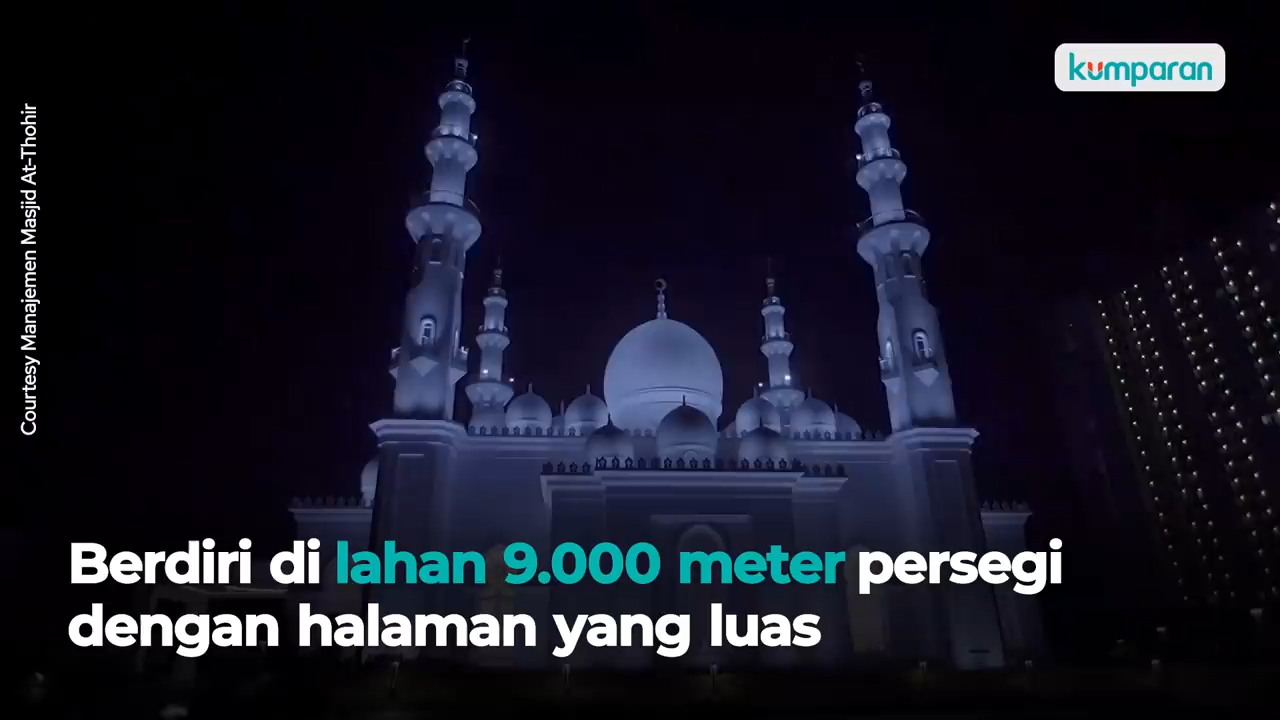 kumparan
Courtesy Manajemen Masjid At-Thohir
Berdiri di lahan 9.000 meter persegi
dengan halaman yang luas